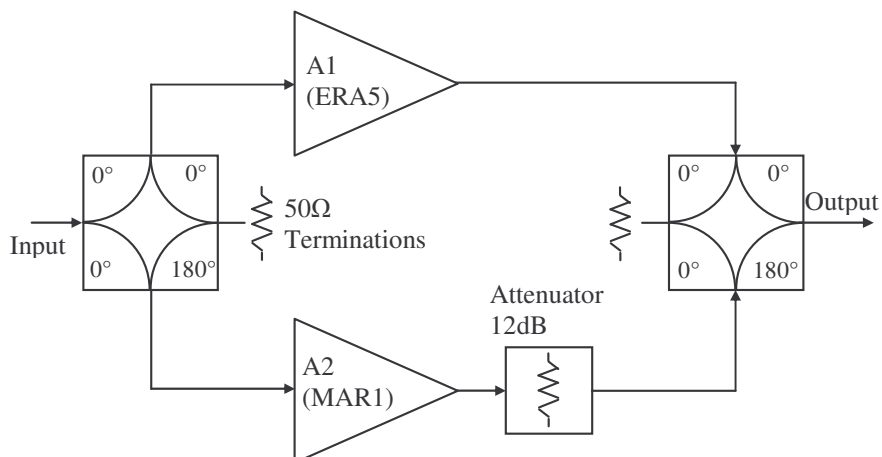 A1
(ERA5)
0°
0°
0°
180°
Input
50Ω
Terminations
0°
0°
0°
180°
Output
Attenuator
12dB
A2
(MAR1)